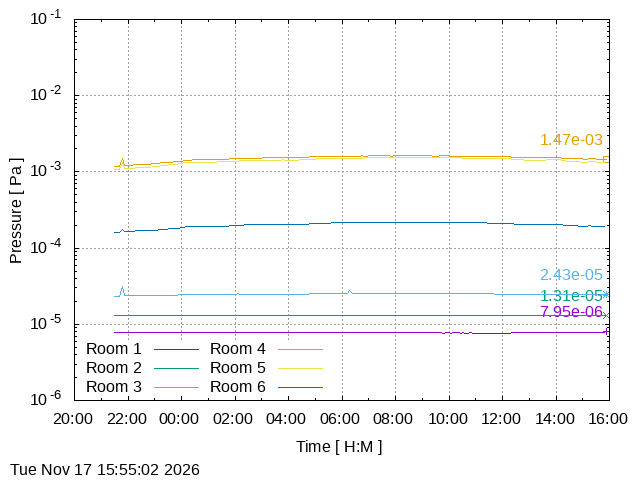 10^-1
10^-2
10^-3
10^-4
10^-5
10^-6
Pressure [ Pa ]
1.47e-03
2.43e-05
1.31e-05
7.95e-06
Room 1 Room 4
Room 2 Room 5
Room 3 Room 6
20:00 22:00 00:00 02:00 04:00 06:00 08:00 10:00 12:00 14:00 16:00
Time [ H:M ]
Tue Nov 17 15:55:02 2026